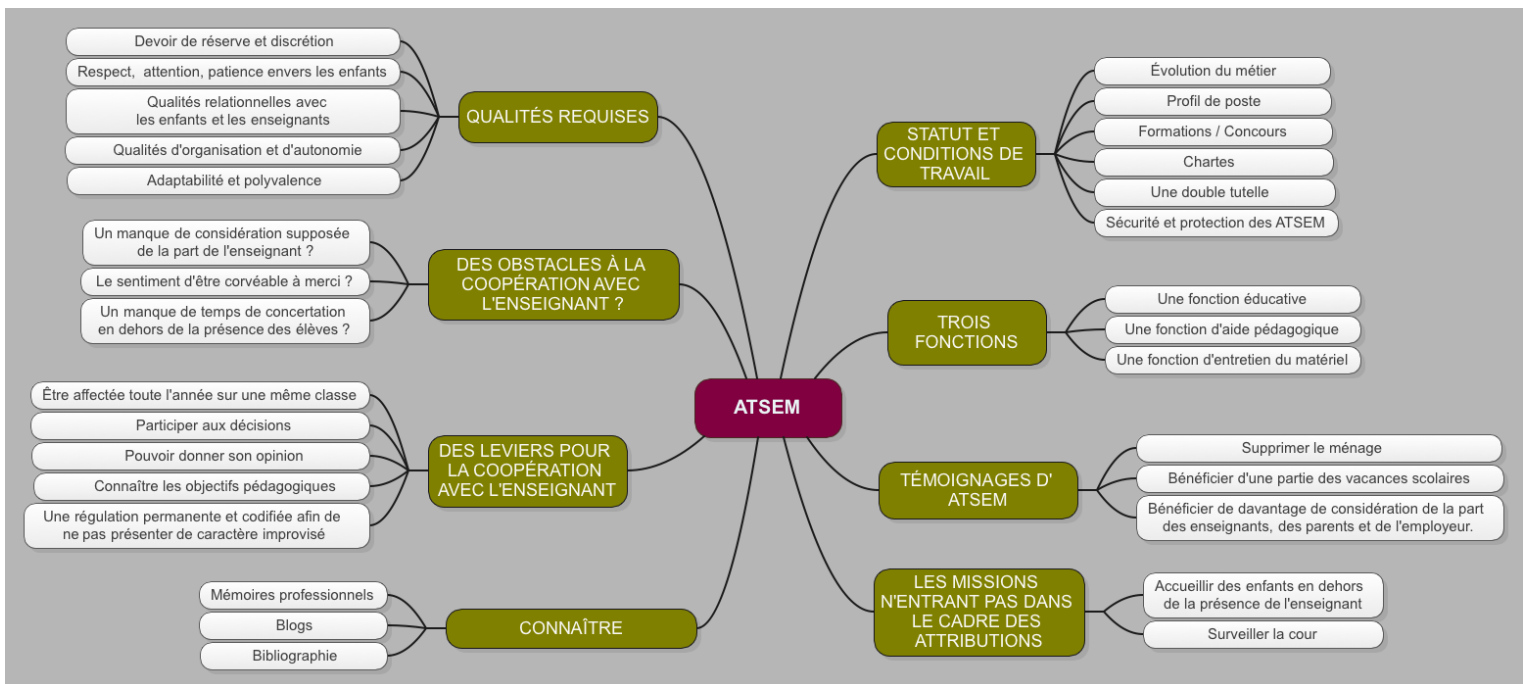 ATSEM
QUALITÉS REQUISES
Devoir de réserve et discrétion
Respect, attention, patience envers les enfants
Qualités relationnelles avec
les enfants et les enseignants
Qualités d'organisation et d'autonomie
Adaptabilité et polyvalence
DES OBSTACLES À LA
COOPÉRATION AVEC
L'ENSEIGNANT ?
Un manque de considération supposée
de la part de l'enseignant ?
Le sentiment d'être corvéable à merci ?
Un manque de temps de concertation
en dehors de la présence des élèves ?
DES LEVIERS POUR
LA COOPÉRATION
AVEC L'ENSEIGNANT
Être affectée toute l'année sur une même classe
Participer aux décisions
Pouvoir donner son opinion
Connaître les objectifs pédagogiques
Une régulation permanente et codifiée afin de
ne pas présenter de caractère improvisé
CONNAÎTRE
Mémoires professionnels
Blogs
Bibliographie
STATUT ET
CONDITIONS DE
TRAVAIL
Évolution du métier
Profil de poste
Formations / Concours
Chartes
Une double tutelle
Sécurité et protection des ATSEM
TROIS
FONCTIONS
Une fonction éducative
Une fonction d'aide pédagogique
Une fonction d'entretien du matériel
TÉMOIGNAGES D'
ATSEM
Supprimer le ménage
Bénéficier d'une partie des vacances scolaires
Bénéficier de davantage de considération de la part
des enseignants, des parents et de l'employeur.
LES MISSIONS
N'ENTRANT PAS DANS
LE CADRE DES
ATTRIBUTIONS
Accueillir des enfants en dehors
de la présence de l'enseignant
Surveiller la cour